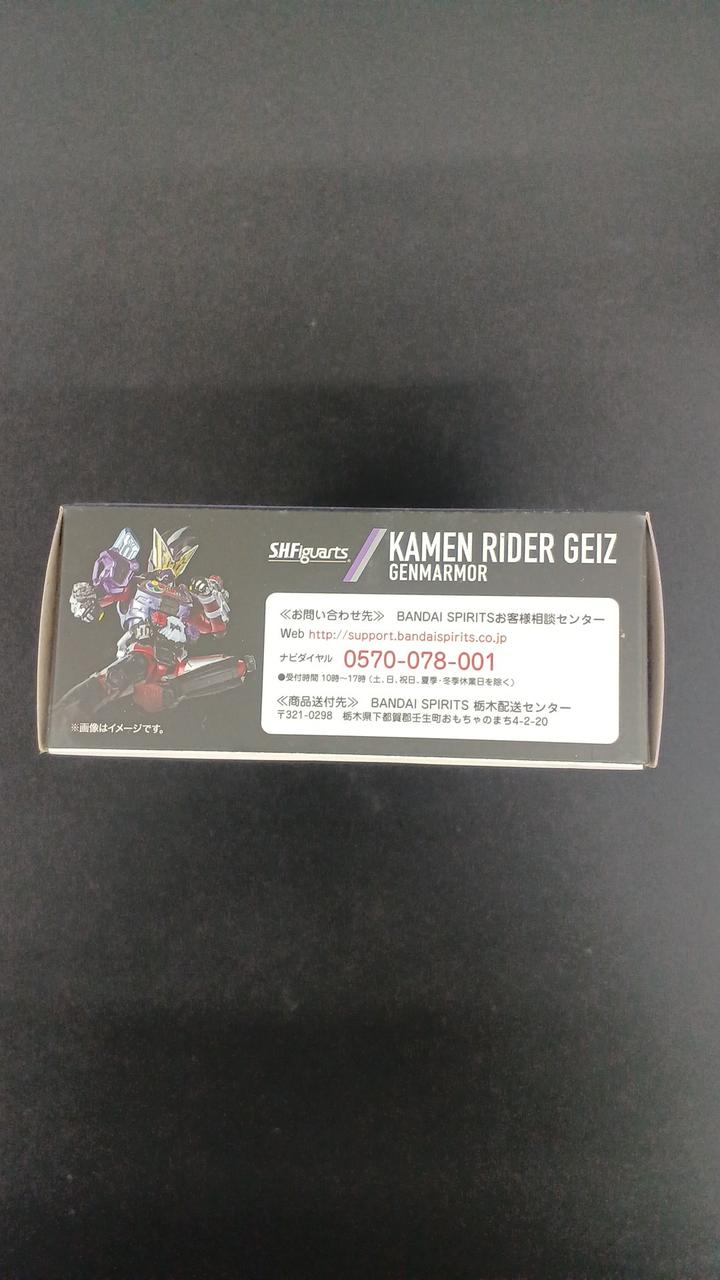 S.H.Figuarts
KAMEN RiDER GEIZ
GENMARMOR
≪お問い合わせ先≫ BANDAI SPIRITSお客様相談センター
Web http://support.bandaispirits.co.jp
ナビダイヤル 0570-078-001
●受付時間 10時～17時（土、日、祝日、夏季・冬季休業日を除く）
≪商品送付先≫ BANDAI SPIRITS 栃木配送センター
〒321-0298 栃木県下都賀郡壬生町おもちゃのまち4-2-20
※画像はイメージです。